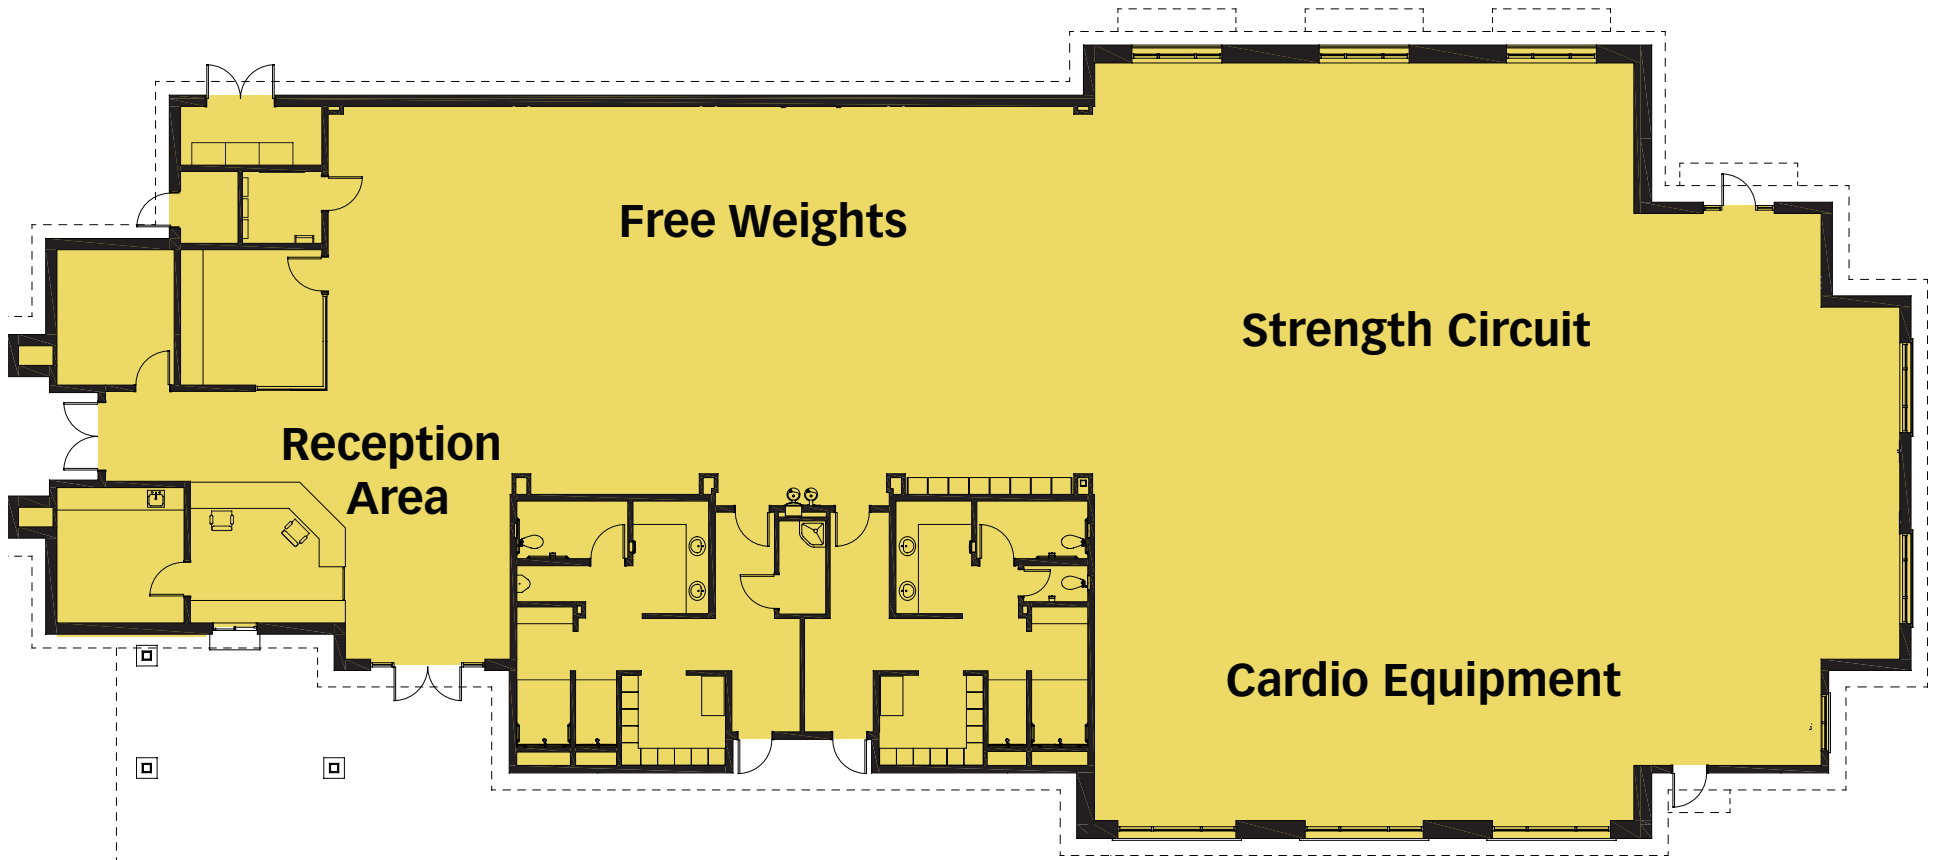 Free Weights
Strength Circuit
Reception
Area
Cardio Equipment